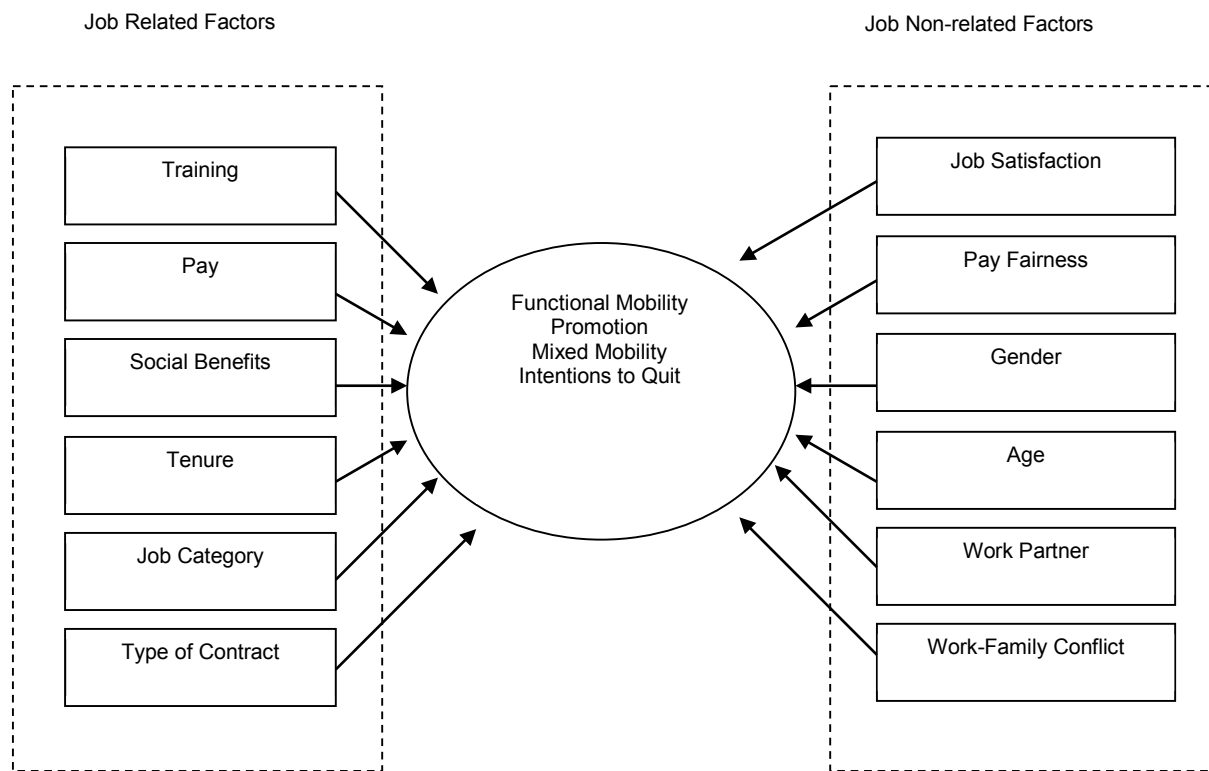 Job Related Factors
Job Non-related Factors
Training
Pay
Social Benefits
Tenure
Job Category
Type of Contract
Functional Mobility
Promotion
Mixed Mobility
Intentions to Quit
Job Satisfaction
Pay Fairness
Gender
Age
Work Partner
Work-Family Conflict